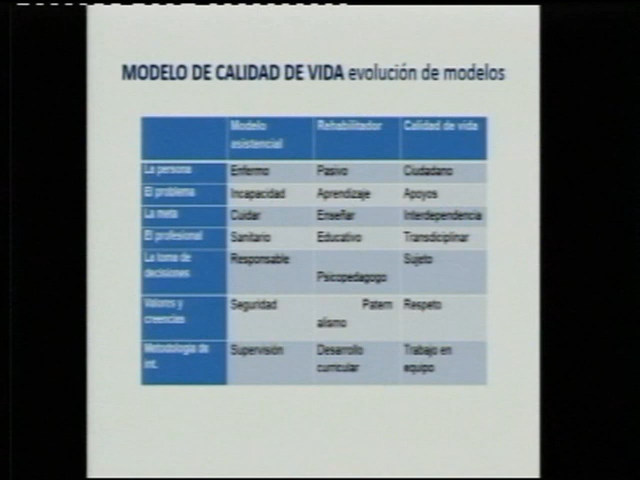 MODELO DE CALIDAD DE VIDA evolución de modelos
Modelo asistencial Rehabilitador Calidad de vida
La persona Enfermo Pasivo Ciudadano
El problema Incapacidad Aprendizaje Apoyos
La meta Cuidar Enseñar Interdependencia
El profesional Sanitario Educativo Transdiciplinar
La toma de decisiones Responsable Psicopedagogo Sujeto
Valores y creencias Seguridad Patern alismo Respeto
Metodología de int. Supervisión Desarrollo curricular Trabajo en equipo